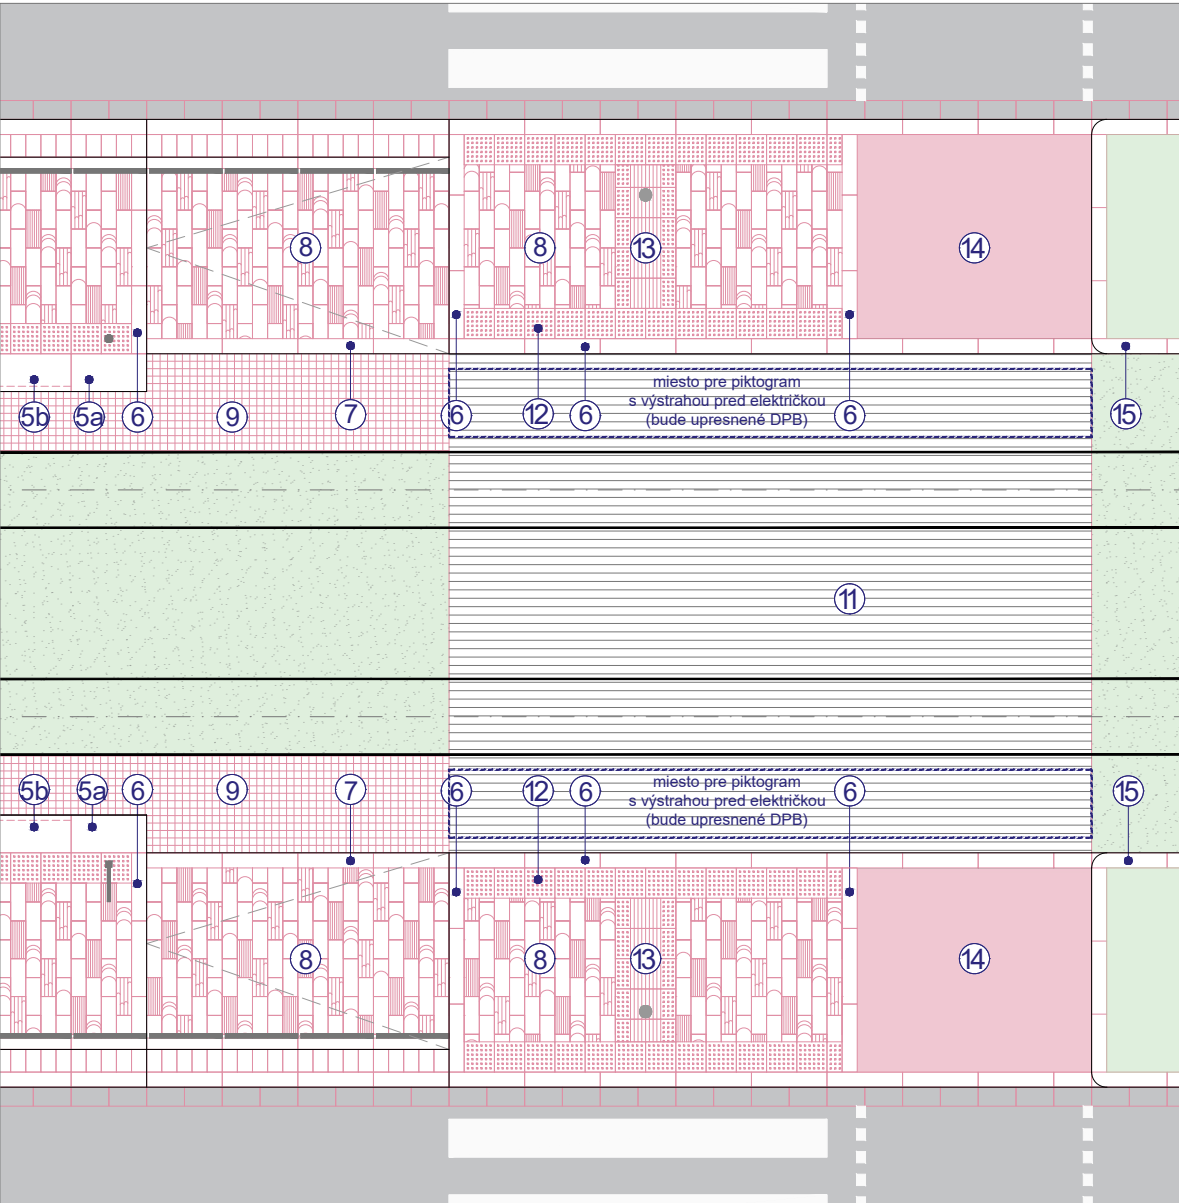 8
8
13
14
miesto pre piktogram
s výstrahou pred električkou
(bude upresnené DPB)
5b
5a
6
9
7
6
12
6
6
15
11
5b
5a
6
9
7
6
12
6
miesto pre piktogram
s výstrahou pred električkou
(bude upresnené DPB)
6
15
8
8
13
14